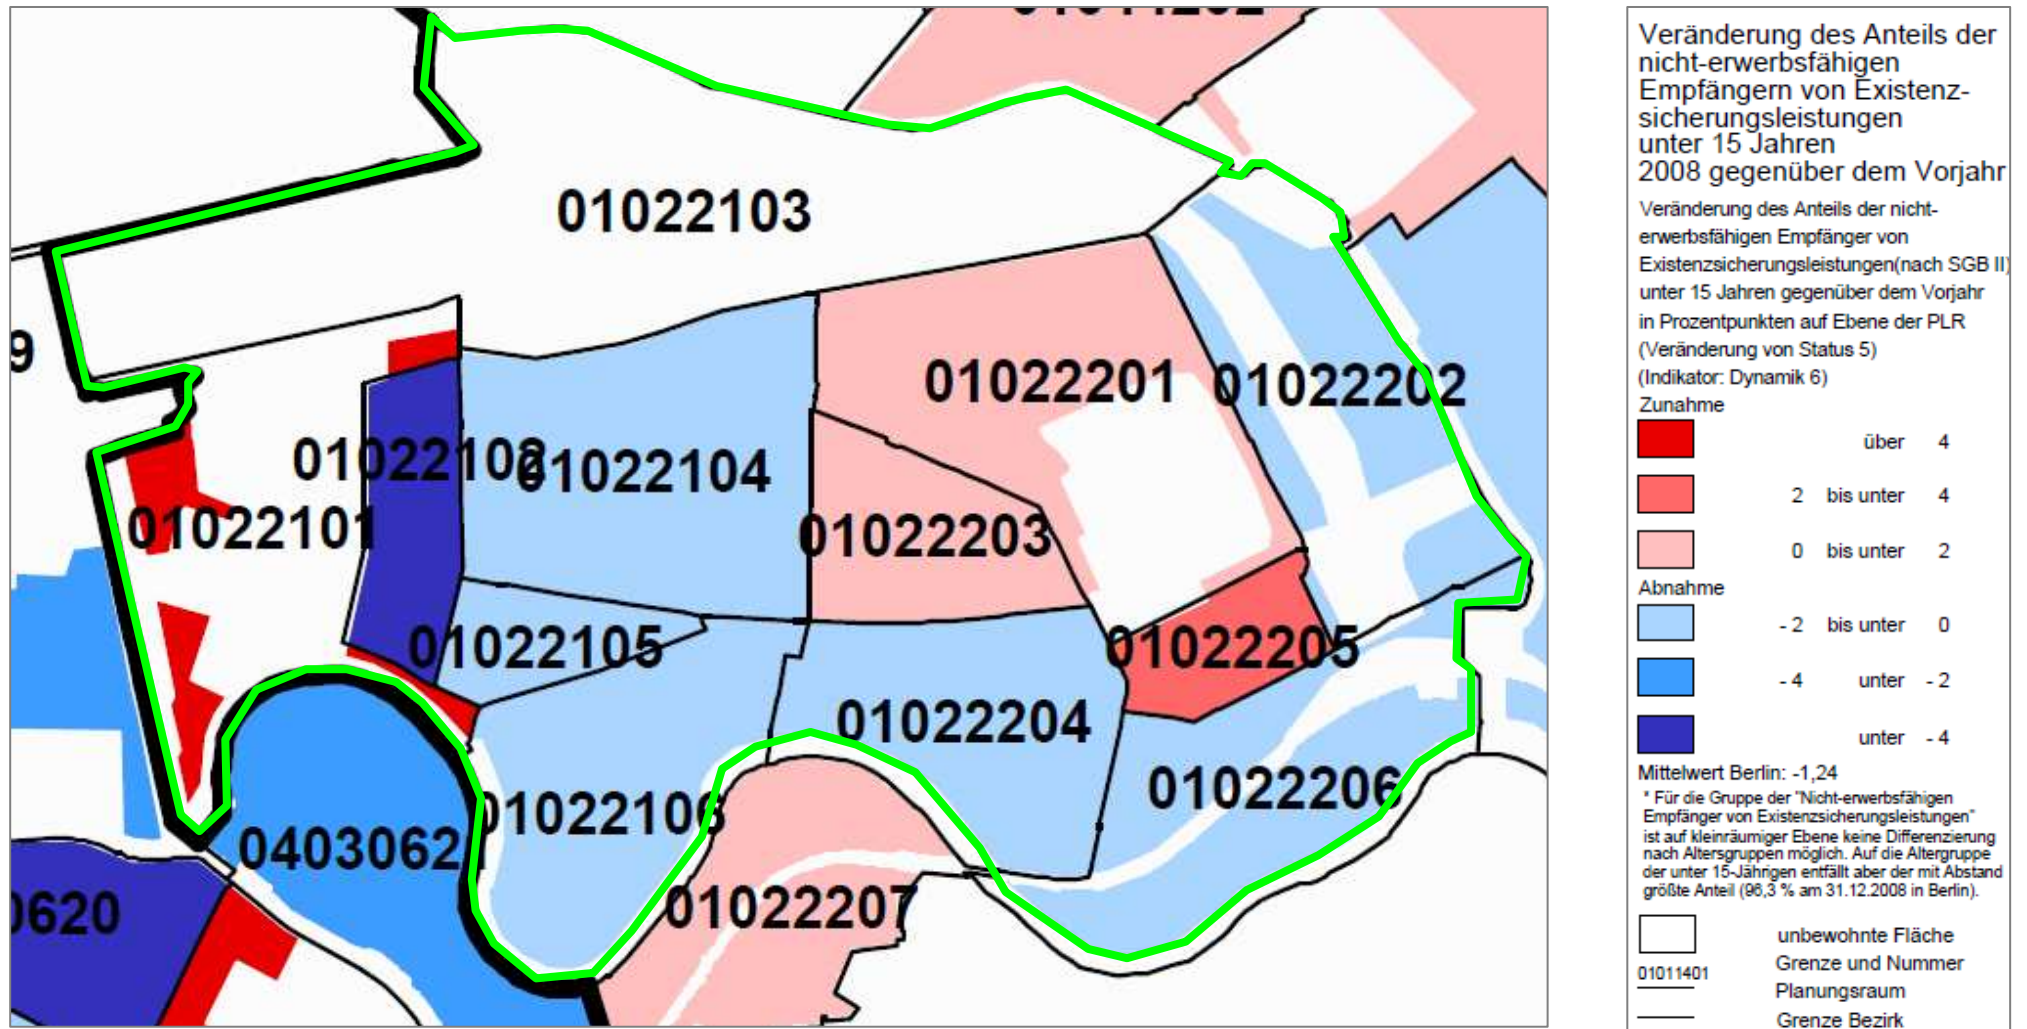 01022103
9
01022201
01022202
01022102
01022104
01022101
01022203
01022105
01022205
01022204
01022206
01022106
04030621
01022207
0620
Veränderung des Anteils der
nicht-erwerbsfähigen
Empfängern von Existenz-
sicherungsleistungen
unter 15 Jahren
2008 gegenüber dem Vorjahr
Veränderung des Anteils der nicht-
erwerbsfähigen Empfänger von
Existenzsicherungsleistungen(nach SGB II)
unter 15 Jahren gegenüber dem Vorjahr
in Prozentpunkten auf Ebene der PLR
(Veränderung von Status 5)
(Indikator: Dynamik 6)
Zunahme
über 4
2 bis unter 4
0 bis unter 2
Abnahme
- 2 bis unter 0
- 4 unter - 2
unter - 4
Mittelwert Berlin: -1,24
* Für die Gruppe der "Nicht-erwerbsfähigen
Empfänger von Existenzsicherungsleistungen"
ist auf kleinräumiger Ebene keine Differenzierung
nach Altersgruppen möglich. Auf die Altergruppe
der unter 15-Jährigen entfällt aber der mit Abstand
größte Anteil (96,3 % am 31.12.2008 in Berlin).
unbewohnte Fläche
Grenze und Nummer
01011401
Planungsraum
Grenze Bezirk